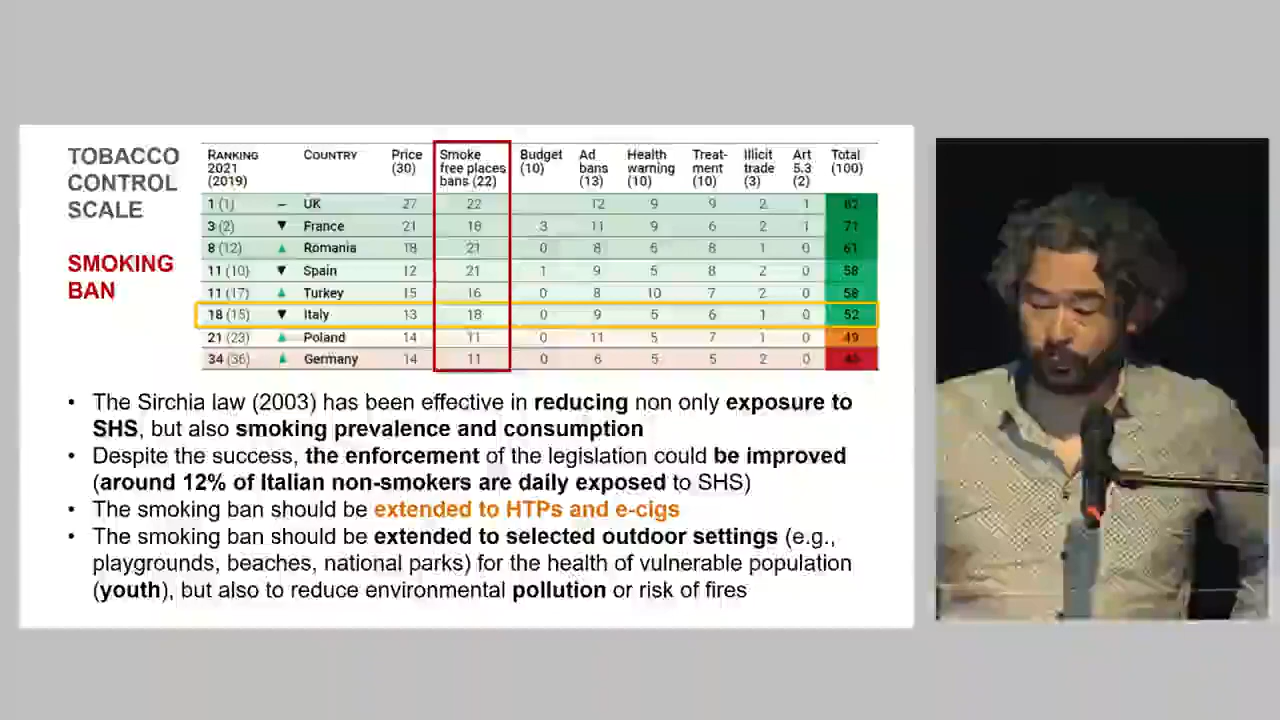 TOBACCO
CONTROL
SCALE
SMOKING
BAN
RANKING 2021 (2019) COUNTRY Price (30) Smoke free places bans (22) Budget (10) Ad bans (13) Health warning (10) Treat-ment (10) Illicit trade (3) Art 5.3 (2) Total (100)
1 (1) – UK 27 22 12 9 9 2 1 82
3 (2) ▼ France 21 18 3 11 9 6 2 1 71
8 (12) ▲ Romania 18 21 0 8 6 8 1 0 61
11 (10) ▼ Spain 12 21 1 9 5 8 2 0 58
11 (17) ▲ Turkey 15 16 0 8 10 7 2 0 58
18 (15) ▼ Italy 13 18 0 9 5 6 1 0 52
21 (23) ▲ Poland 14 11 0 11 5 7 1 0 49
34 (36) ▲ Germany 14 11 0 6 5 5 2 0
• The Sirchia law (2003) has been effective in reducing non only exposure to
SHS, but also smoking prevalence and consumption
• Despite the success, the enforcement of the legislation could be improved
(around 12% of Italian non-smokers are daily exposed to SHS)
• The smoking ban should be extended to HTPs and e-cigs
• The smoking ban should be extended to selected outdoor settings (e.g.,
playgrounds, beaches, national parks) for the health of vulnerable population
(youth), but also to reduce environmental pollution or risk of fires